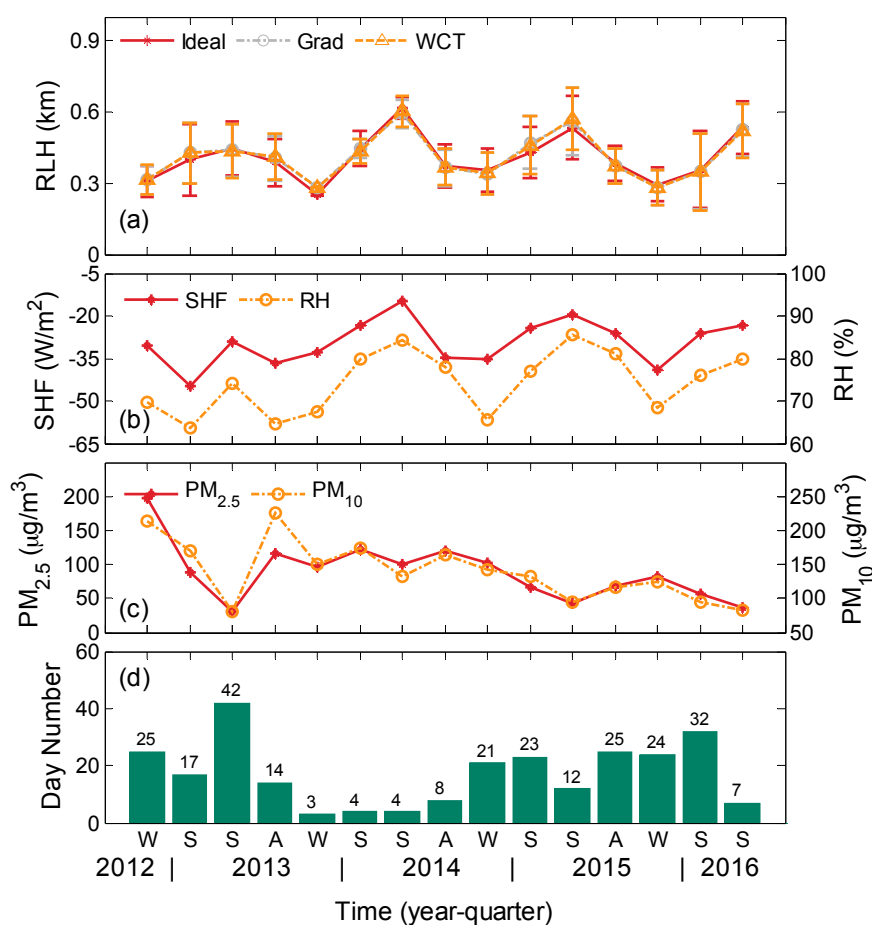 0.9
Ideal Grad WCT
0.6
0.3
0
RLH (km)
(a)
-5 100
SHF RH
-20 90
-35 80
-50 70
-65 60
SHF (W/m²)
RH (%)
(b)
200 250
PM2.5 PM10
150 200
100 150
50 100
0 50
PM2.5 (μg/m³)
PM10 (μg/m³)
(c)
60
40
20
0
Day Number
(d)
25 17 42 14 3 4 4 8 21 23 12 25 24 32 7
W S S A W S S A W S S A W S S
2012 | 2013 | 2014 | 2015 | 2016
Time (year-quarter)